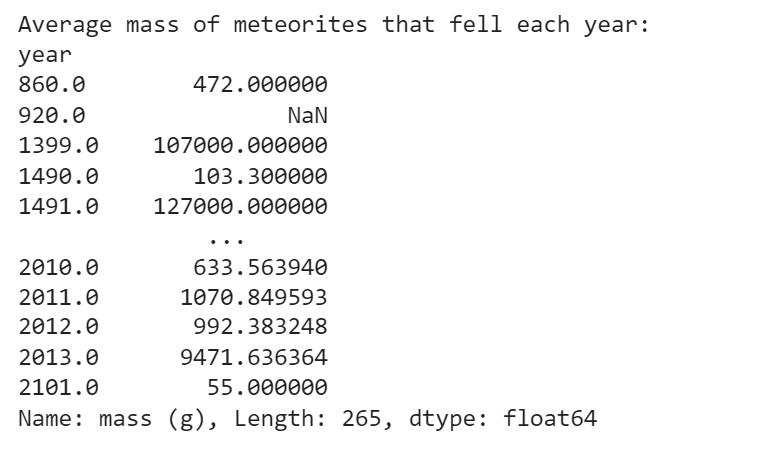 Average mass of meteorites that fell each year:
year
860.0 472.000000
920.0 NaN
1399.0 107000.000000
1490.0 103.300000
1491.0 127000.000000
...
2010.0 633.563940
2011.0 1070.849593
2012.0 992.383248
2013.0 9471.636364
2101.0 55.000000
Name: mass (g), Length: 265, dtype: float64